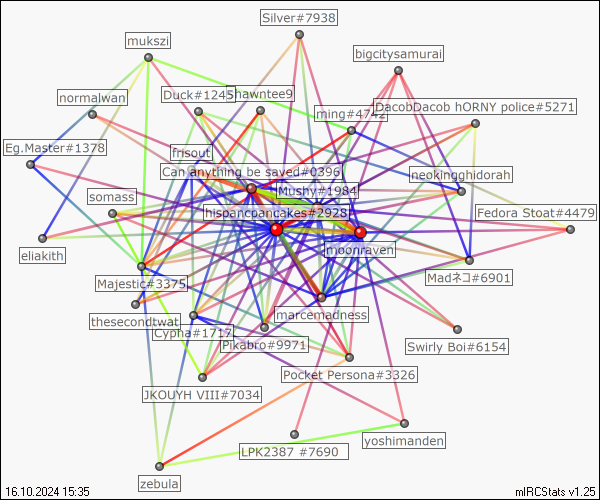 Silver#7938
mukszi
bigcitysamurai
normalwan
Duck#1245
Shawntee9
ming#4742
DacobDacob hORNY police#5271
Eg.Master#1378
frisout
Can anything be saved#0396
neokingghidorah
Mushy#1984
somass
hispanicpancakes#2928
Fedora Stoat#4479
eliakith
moonraven
Majestic#3375
Madネコ#6901
thesecondtwat
marcemadness
Cypha#1717
Pikabro#9971
Swirly Boi#6154
Pocket Persona#3326
JKOUYH VIII#7034
yoshimanden
LPK2387 #7690
zebula
16.10.2024 15:35
mIRCStats v1.25